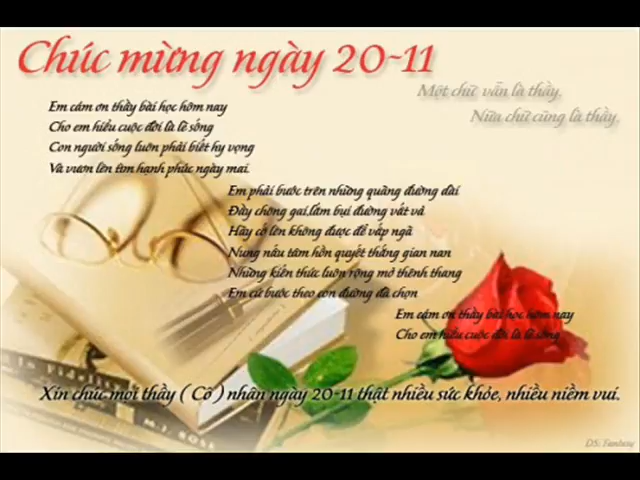 Chúc mừng ngày 20-11
Một chữ vẫn là thầy,
Nửa chữ cũng là thầy,
Em cám ơn thầy bài học hôm nay
Cho em hiểu cuộc đời là lẽ sống
Con người sống luôn phải biết hy vọng
Và vươn lên tìm hạnh phúc ngày mai.
Em phải bước trên những quãng đường dài
Đầy chông gai,lấm bụi đường vất vả
Hãy cố lên không được để vấp ngã
Nung nấu tâm hồn quyết thắng gian nan
Những kiến thức luôn rộng mở thênh thang
Em cứ bước theo con đường đã chọn
Em cám ơn thầy bài học hôm nay
Cho em hiểu cuộc đời là lẽ sống
Xin chúc mọi thầy ( Cô ) nhân ngày 20-11 thật nhiều sức khỏe, nhiều niềm vui.
M.J. ROSS
DS: